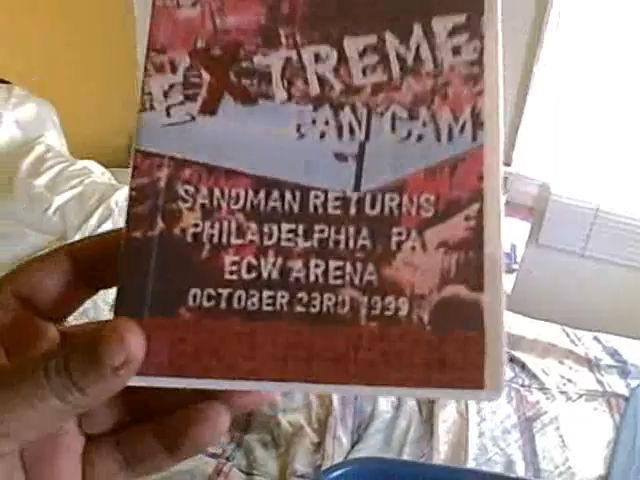 EXTREME
FAN CAM
SANDMAN RETURNS
PHILADELPHIA, PA
ECW ARENA
OCTOBER 23RD 1999